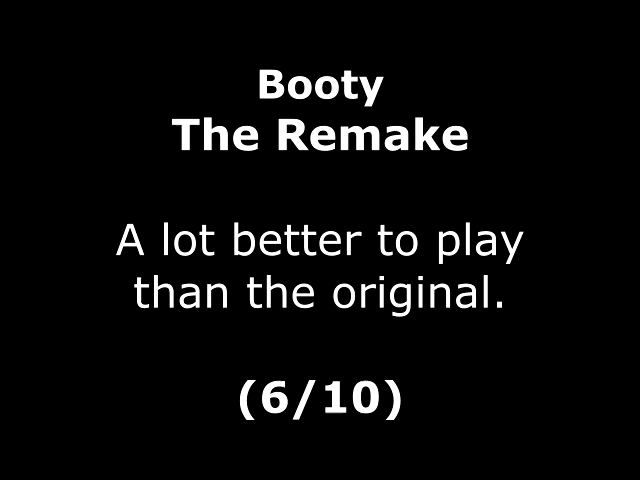 Booty
The Remake
A lot better to play
than the original.
(6/10)